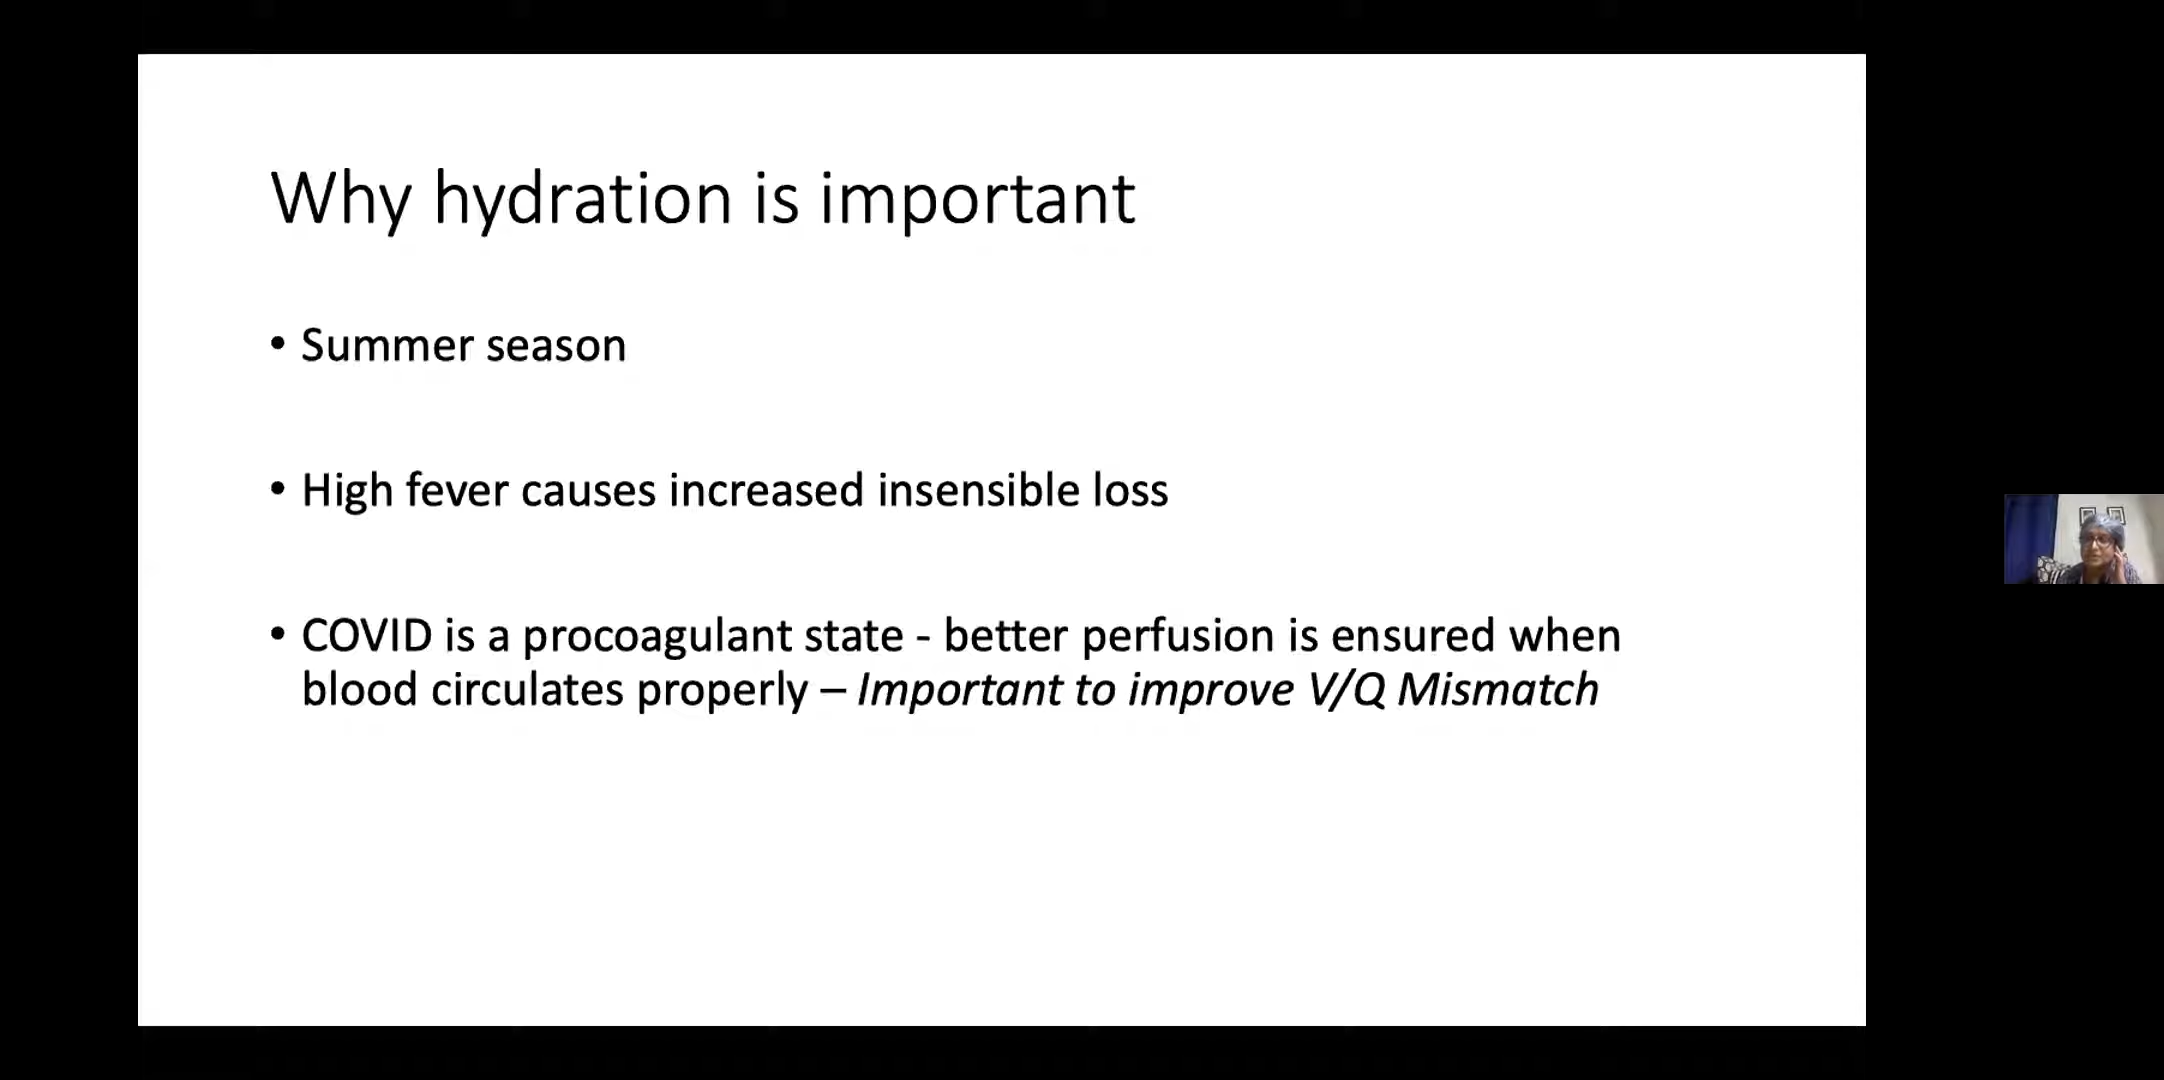 Why hydration is important
• Summer season
• High fever causes increased insensible loss
• COVID is a procoagulant state - better perfusion is ensured when
blood circulates properly – Important to improve V/Q Mismatch